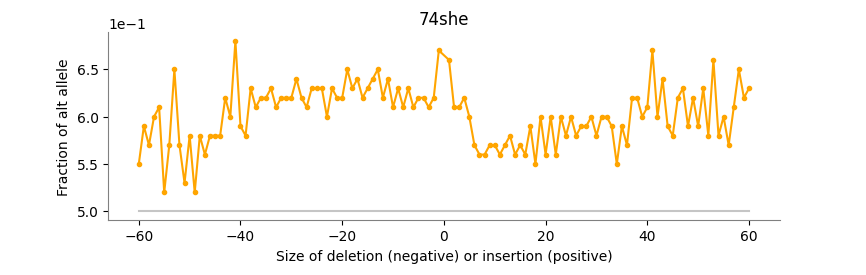 74she
1e−1
Fraction of alt allele
6.5
6.0
5.5
5.0
−60 −40 −20 0 20 40 60
Size of deletion (negative) or insertion (positive)